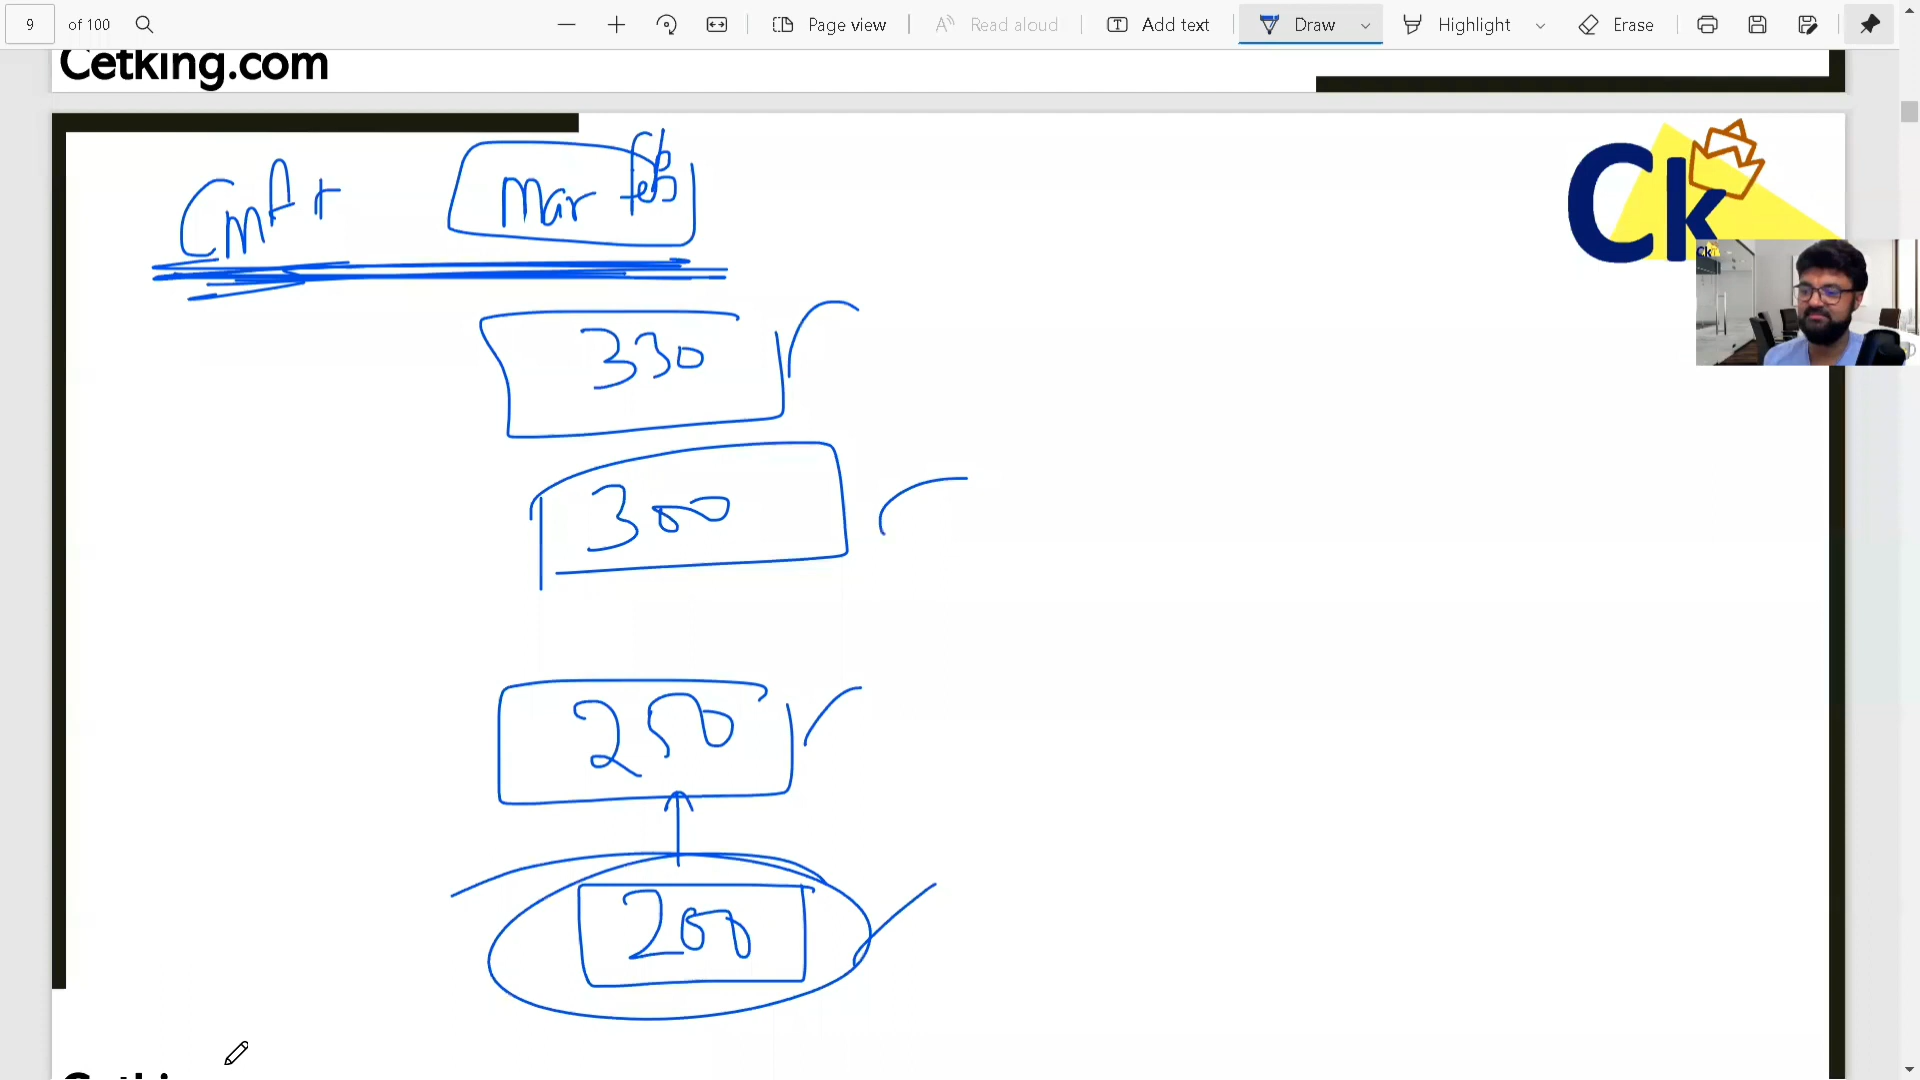 9 of 100 Page view Read aloud Add text Draw Highlight Erase
Cetking.com
CMAT Mar feb
Ck
330
300
250
200